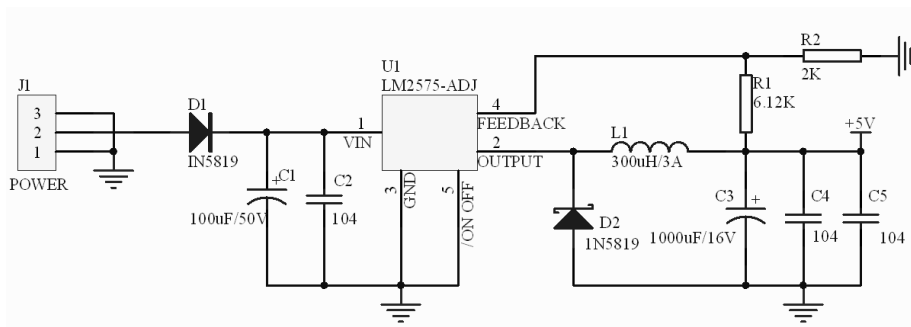 R2
2K
U1
LM2575-ADJ
J1
R1
6.12K
3
2
1
POWER
D1
IN5819
1
VIN
4
FEEDBACK
2
OUTPUT
L1
300uH/3A
+5V
3
GND
5
/ON OFF
+
C1
100uF/50V
C2
104
D2
1N5819
C3
+
1000uF/16V
C4
104
C5
104